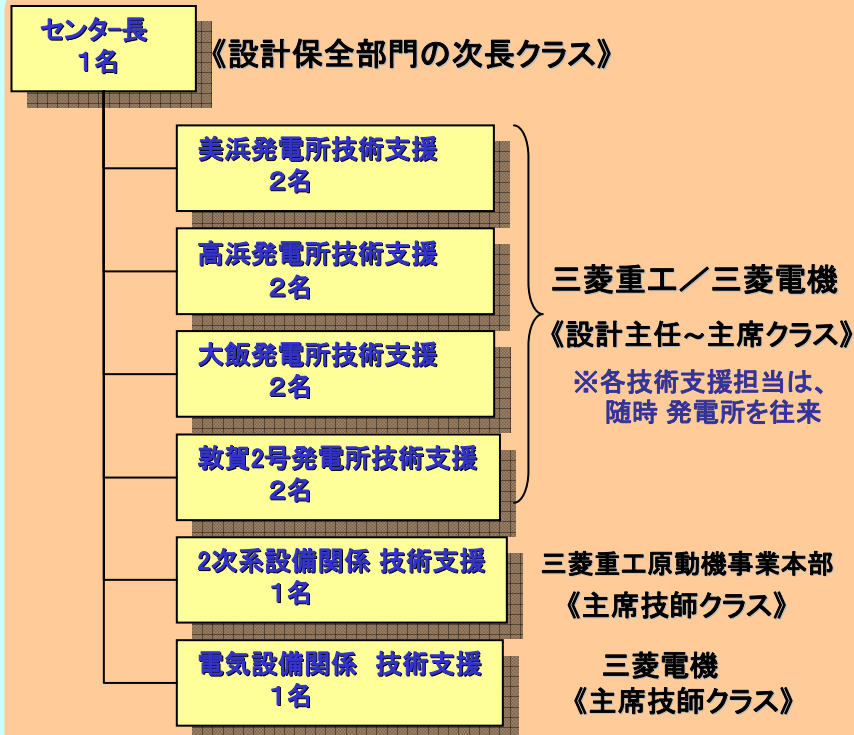 センター長
1名
《設計保全部門の次長クラス》
美浜発電所技術支援
2名
高浜発電所技術支援
2名
大飯発電所技術支援
2名
敦賀2号発電所技術支援
2名
三菱重工／三菱電機
《設計主任～主席クラス》
※各技術支援担当は、
随時 発電所を往来
2次系設備関係 技術支援
1名
三菱重工原動機事業本部
《主席技師クラス》
電気設備関係　技術支援
1名
三菱電機
《主席技師クラス》